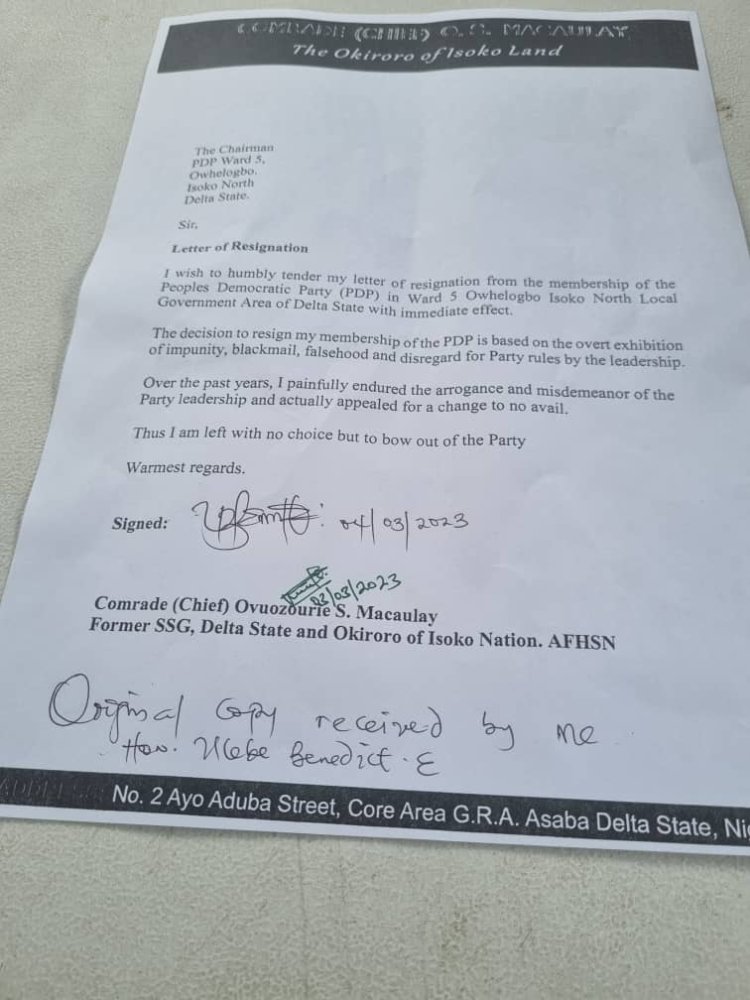 COMRADE (CHIEF) O. S. MACAULAY
The Okiroro of Isoko Land
The Chairman
PDP Ward 5,
Owhelogbo.
Isoko North
Delta State.
Sir,
Letter of Resignation
I wish to humbly tender my letter of resignation from the membership of the
Peoples Democratic Party (PDP) in Ward 5 Owhelogbo Isoko North Local
Government Area of Delta State with immediate effect.
The decision to resign my membership of the PDP is based on the overt exhibition
of impunity, blackmail, falsehood and disregard for Party rules by the leadership.
Over the past years, I painfully endured the arrogance and misdemeanor of the
Party leadership and actually appealed for a change to no avail.
Thus I am left with no choice but to bow out of the Party
Warmest regards.
Signed: 04/03/2023
03/03/2023
Comrade (Chief) Ovuozourie S. Macaulay
Former SSG, Delta State and Okiroro of Isoko Nation. AFHSN
Original Copy received by me
Hon. Benedict . E
ADDRESS: No. 2 Ayo Aduba Street, Core Area G.R.A. Asaba Delta State, Nig